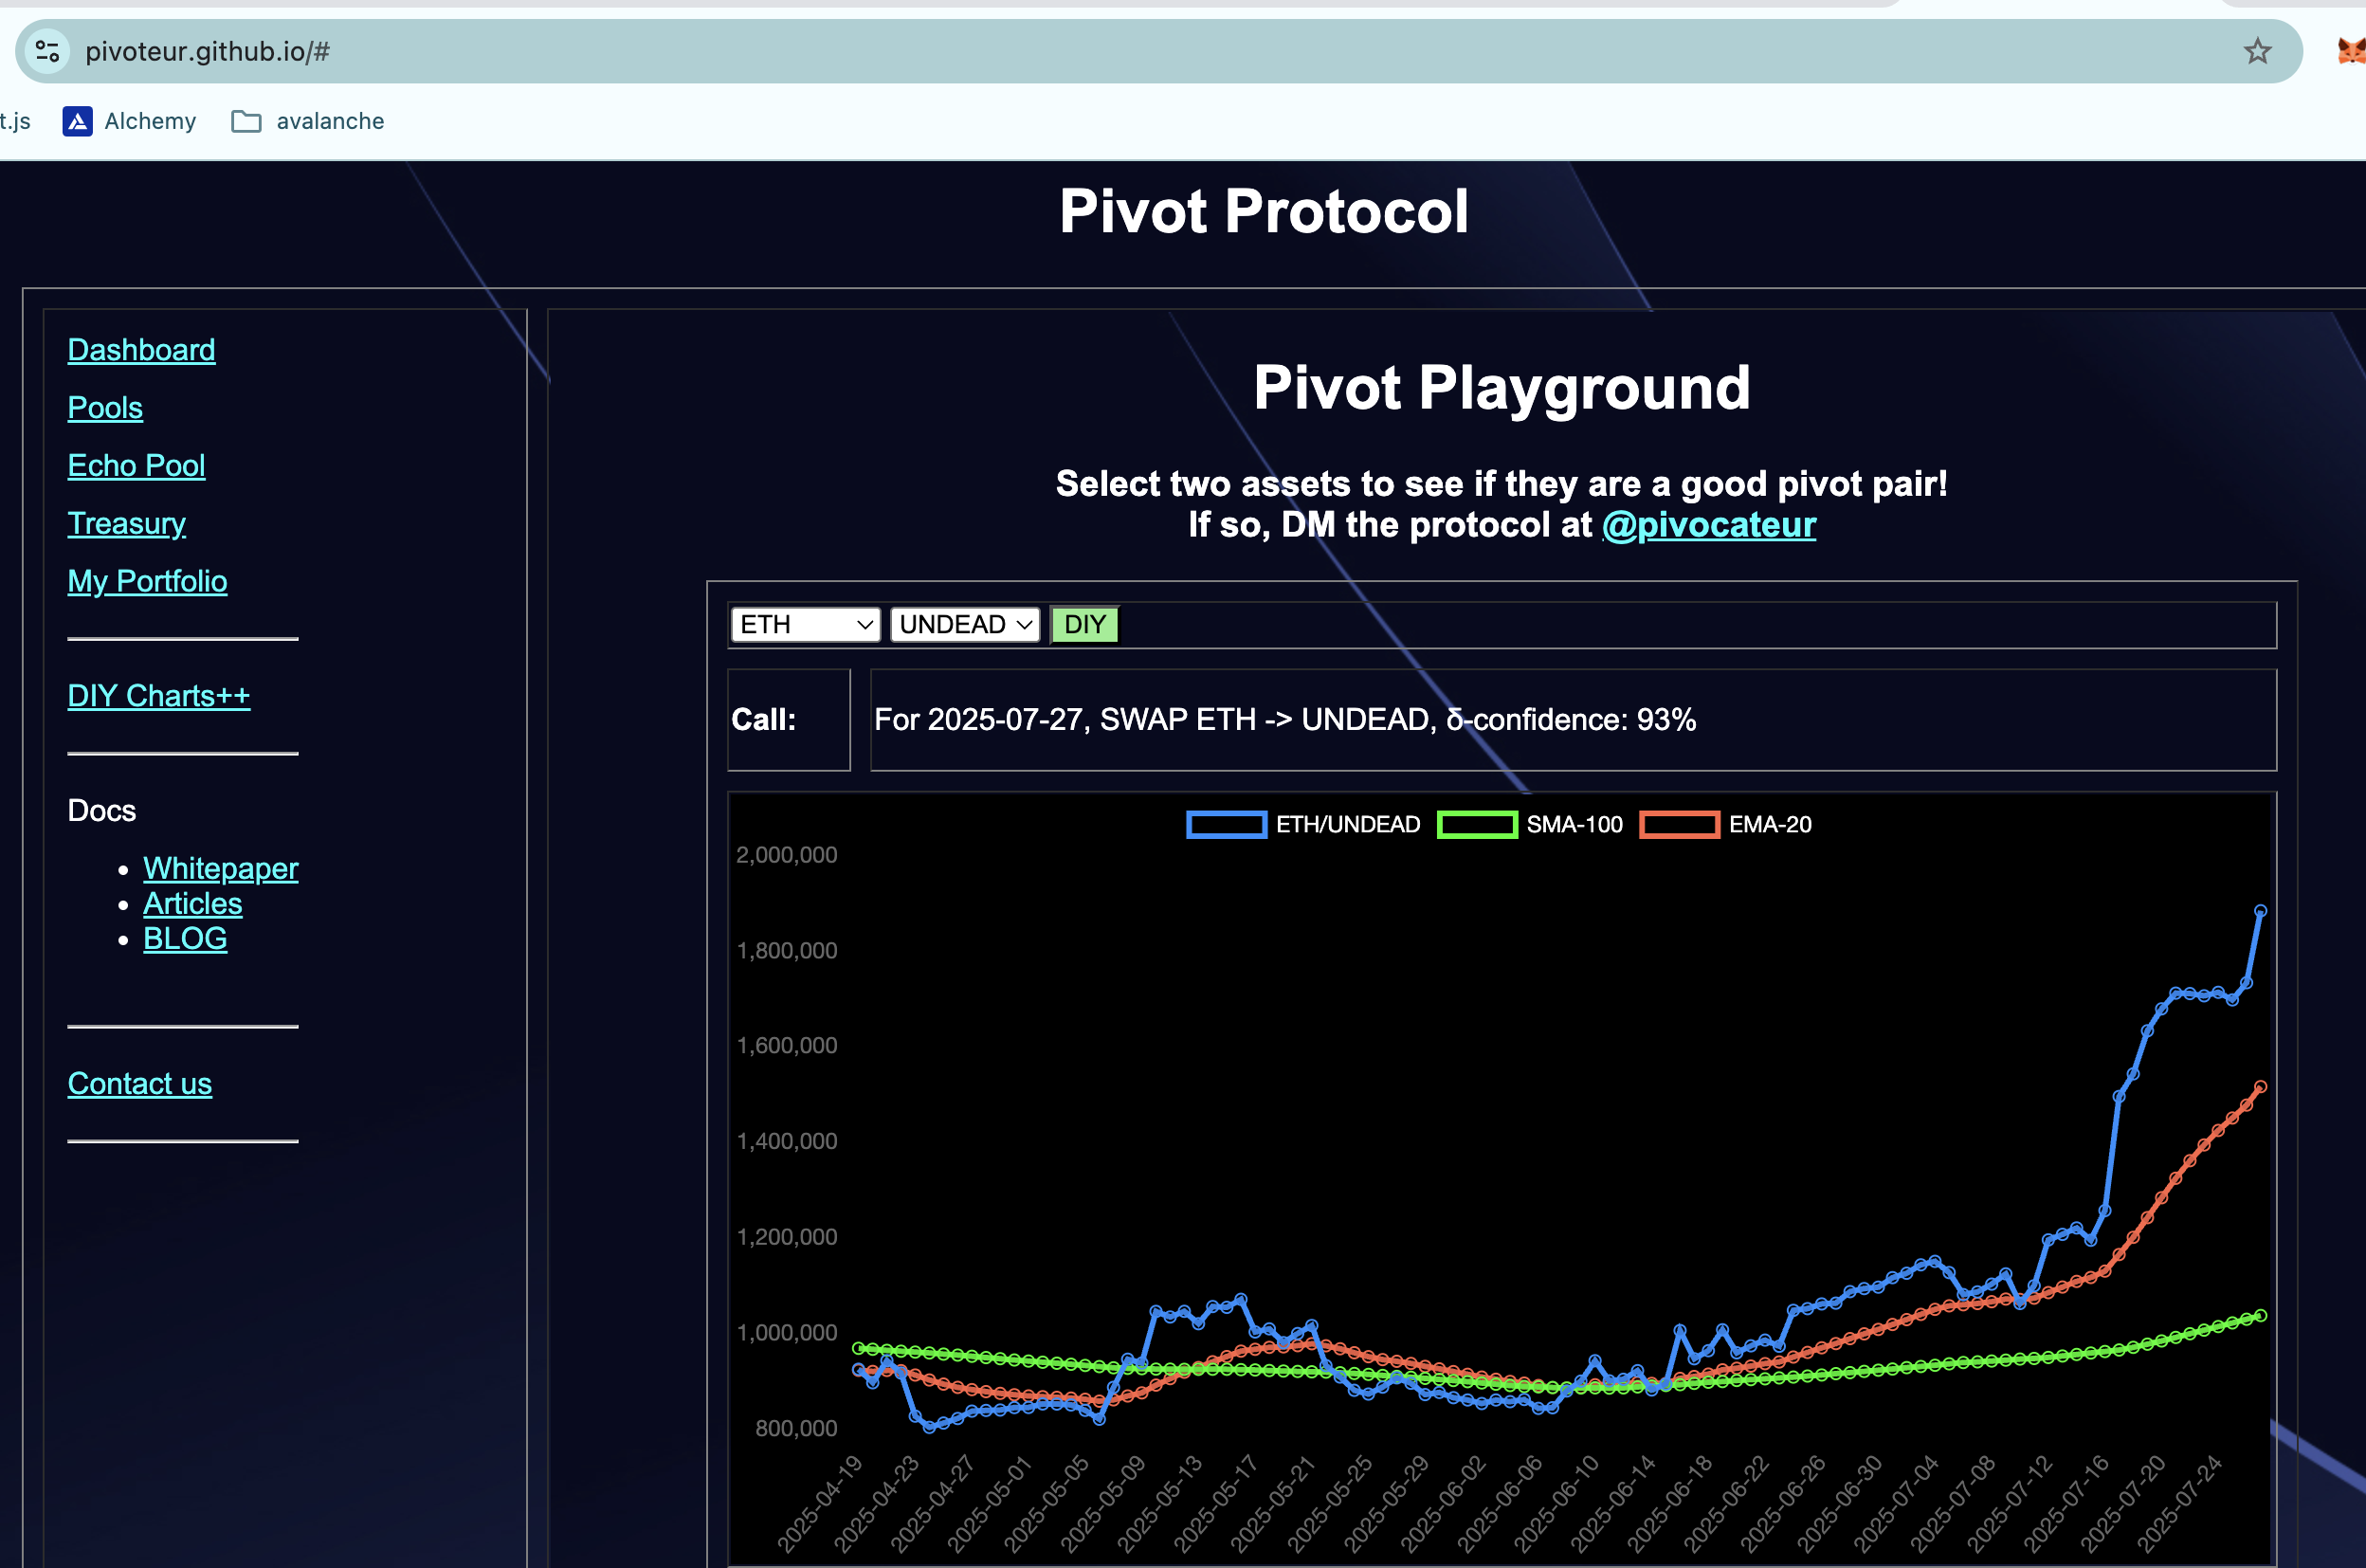 pivoteur.github.io/#
t.js
Alchemy
avalanche
Pivot Protocol
Dashboard
Pools
Echo Pool
Treasury
My Portfolio
DIY Charts++
Docs
Whitepaper
Articles
BLOG
Contact us
Pivot Playground
Select two assets to see if they are a good pivot pair!
If so, DM the protocol at @pivocateur
ETH UNDEAD DIY
Call: For 2025-07-27, SWAP ETH -> UNDEAD, δ-confidence: 93%
ETH/UNDEAD SMA-100 EMA-20
2,000,000
1,800,000
1,600,000
1,400,000
1,200,000
1,000,000
800,000
2025-04-19
2025-04-23
2025-04-27
2025-05-01
2025-05-05
2025-05-09
2025-05-13
2025-05-17
2025-05-21
2025-05-25
2025-05-29
2025-06-02
2025-06-06
2025-06-10
2025-06-14
2025-06-18
2025-06-22
2025-06-26
2025-06-30
2025-07-04
2025-07-08
2025-07-12
2025-07-16
2025-07-20
2025-07-24